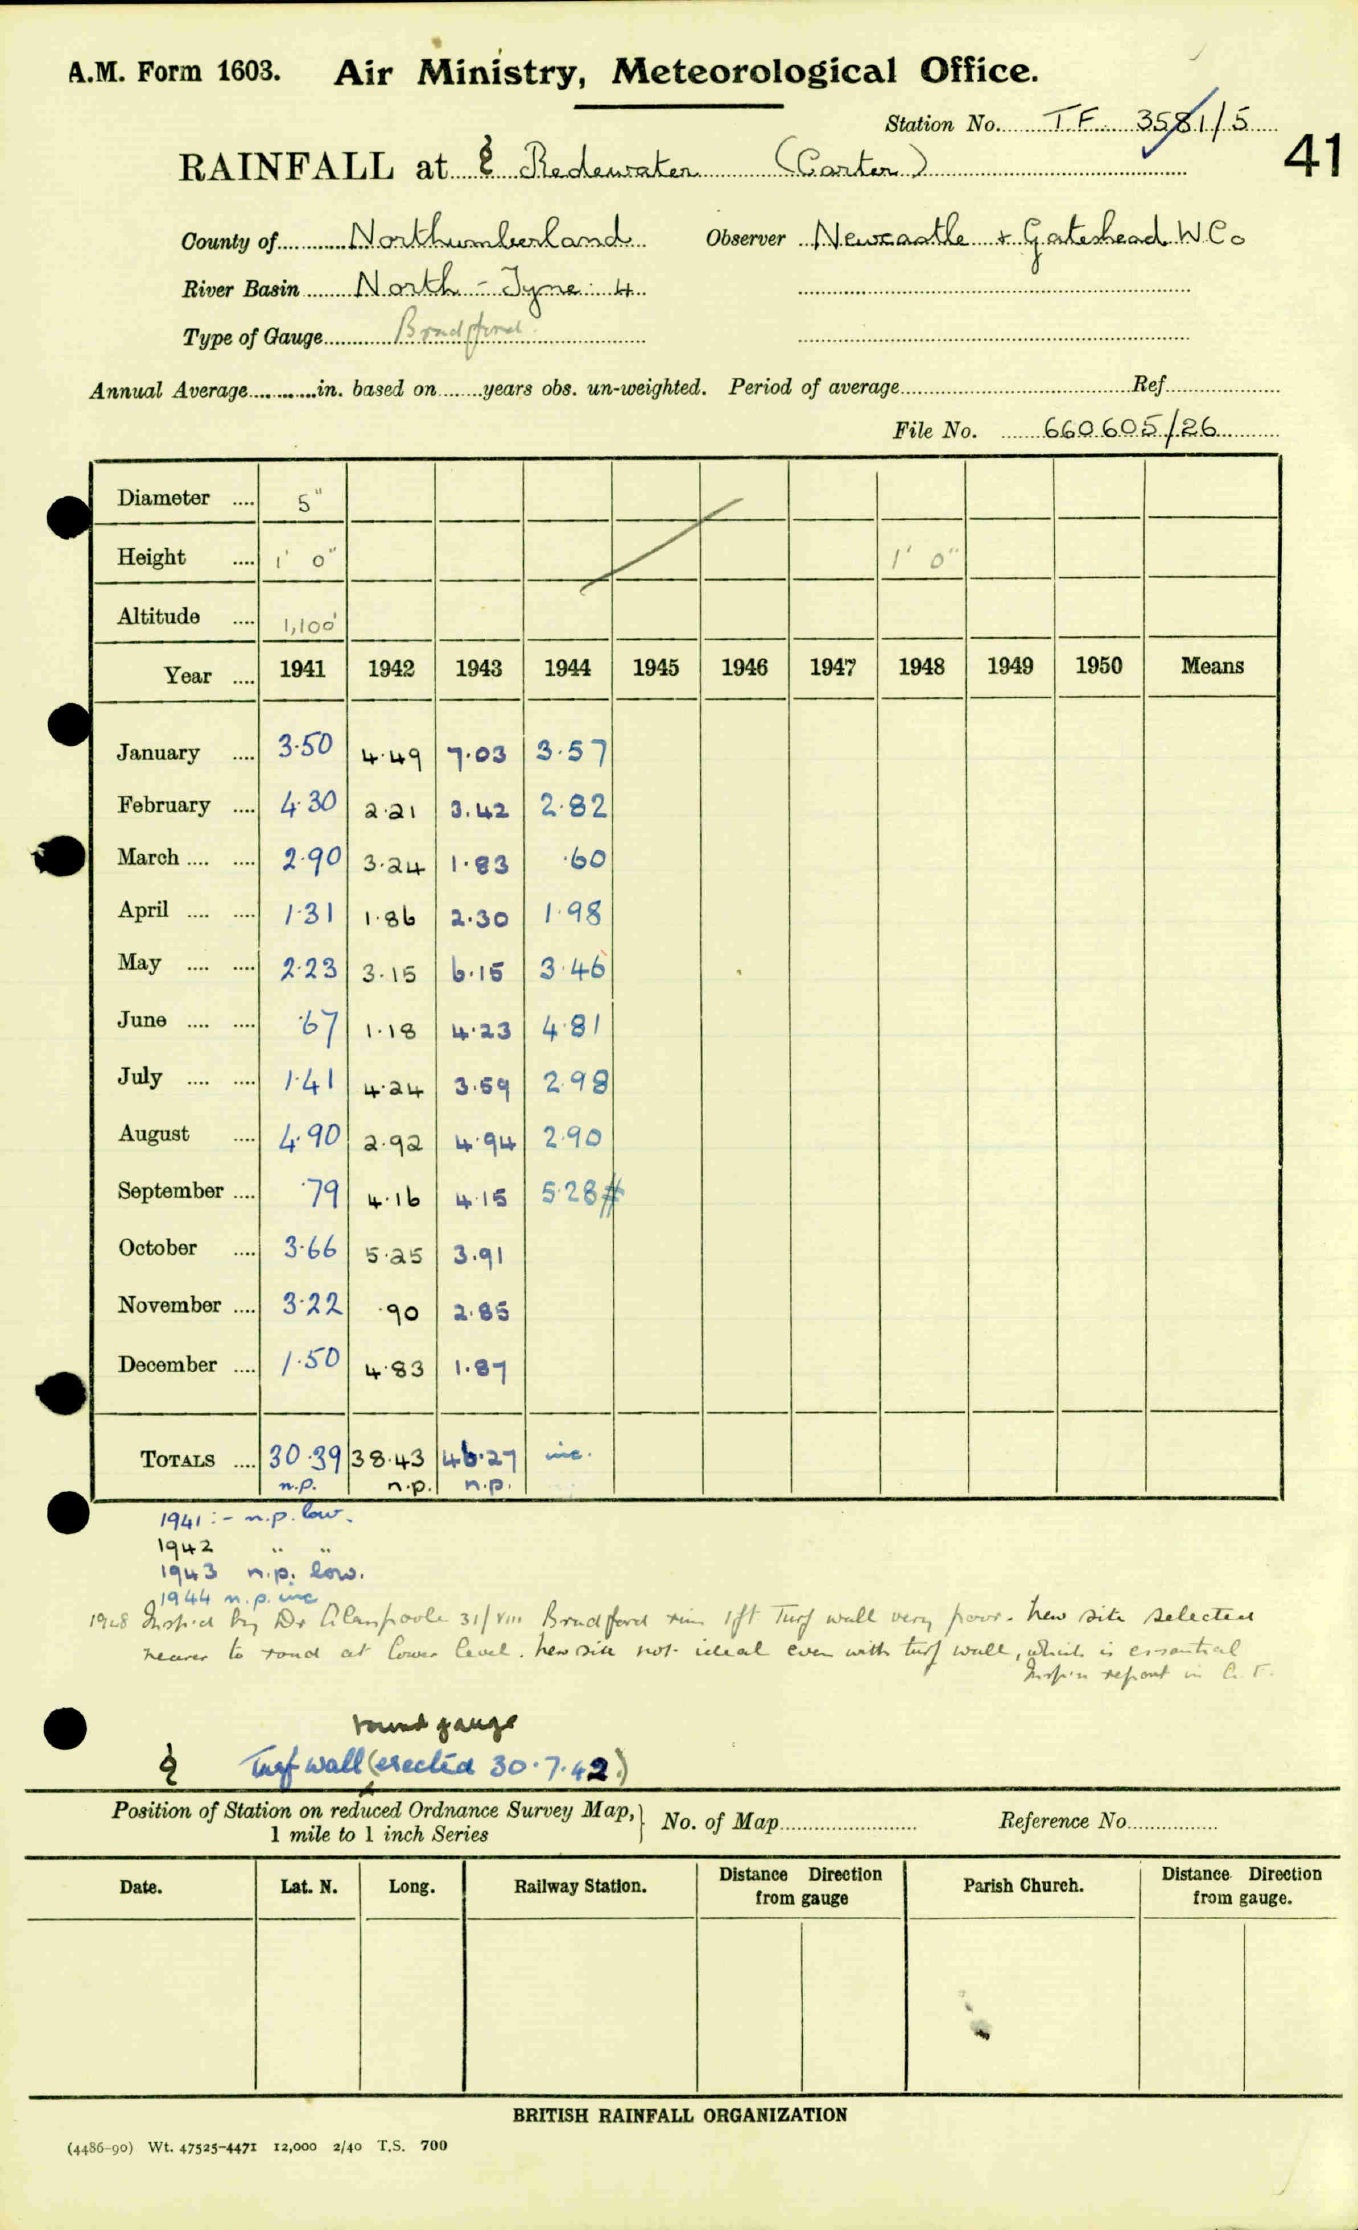 A.M. Form 1603. Air Ministry, Meteorological Office.
Station No. TF 3581/5
41
RAINFALL at Redewater (Carter)
County of Northumberland Observer Newcastle + Gateshead W Co
River Basin North-Tyne 4
Type of Gauge Bradford
Annual Average in. based on years obs. un-weighted. Period of average Ref
File No. 660605/26
Diameter .... 5"
Height .... 1' 0" 1' 0"
Altitude .... 1,100'
Year .... 1941 1942 1943 1944 1945 1946 1947 1948 1949 1950 Means
January .... 3.50 4.49 7.03 3.57
February .... 4.30 2.21 3.42 2.82
March .... .... 2.90 3.24 1.83 .60
April .... .... 1.31 1.86 2.30 1.98
May .... .... 2.23 3.15 6.15 3.46
June .... .... .67 1.18 4.23 4.81
July .... .... 1.41 4.24 3.59 2.98
August .... 4.90 2.92 4.94 2.90
September .... .79 4.16 4.15 5.28#
October .... 3.66 5.25 3.91
November .... 3.22 .90 2.85
December .... 1.50 4.83 1.87
TOTALS .... 30.39 38.43 46.27 inc.
n.p. n.p. n.p.
1941 :- n.p. low.
1942 " "
1943 n.p. low.
1944 n.p. inc
1948 Insp'd by Dr Glasspoole 31/VIII Bradford rim 1ft Turf wall very poor. New site selected
nearer to road at lower level. New site not ideal even with turf wall, which is essential
Insp'n report in
round gauge
Turf wall (erected 30.7.42.)
Position of Station on reduced Ordnance Survey Map, } No. of Map Reference No.
1 mile to 1 inch Series
Date. Lat. N. Long. Railway Station. Distance Direction from gauge Parish Church. Distance Direction from gauge.
BRITISH RAINFALL ORGANIZATION
(4486-90) Wt. 47525-4471 12,000 2/40 T.S. 700